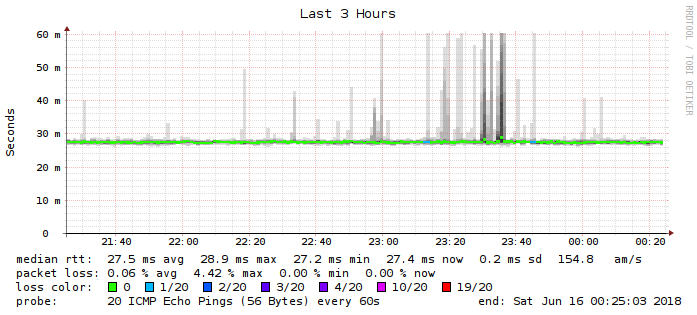 Last 3 Hours
RRDTOOL / TOBI OETIKER
Seconds
60 m
50 m
40 m
30 m
20 m
10 m
0
21:40 22:00 22:20 22:40 23:00 23:20 23:40 00:00 00:20
median rtt: 27.5 ms avg 28.9 ms max 27.2 ms min 27.4 ms now 0.2 ms sd 154.8 am/s
packet loss: 0.06 % avg 4.42 % max 0.00 % min 0.00 % now
loss color: 0 1/20 2/20 3/20 4/20 10/20 19/20
probe: 20 ICMP Echo Pings (56 Bytes) every 60s end: Sat Jun 16 00:25:03 2018